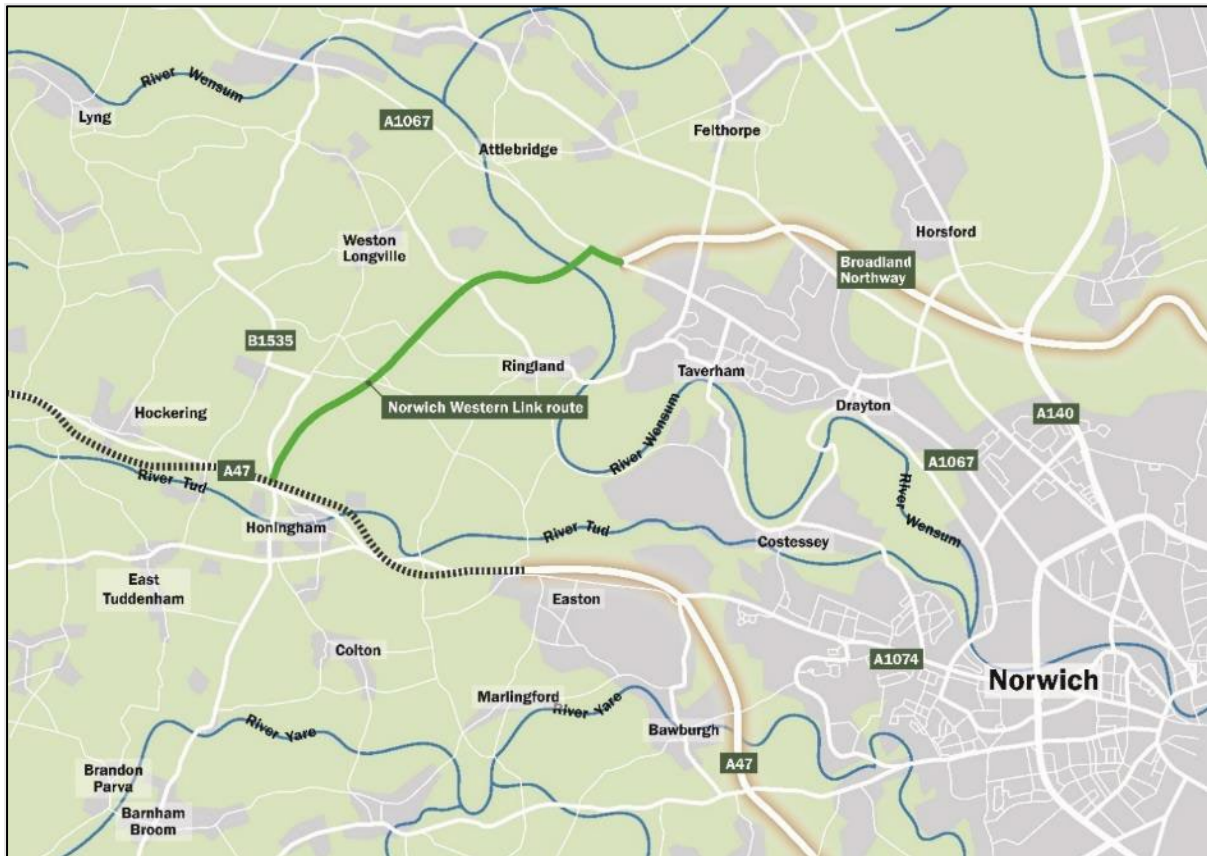 River Wensum
Lyng
A1067
Attlebridge
Felthorpe
Weston
Longville
Horsford
Broadland
Northway
B1535
Ringland
Taverham
Norwich Western Link route
Hockering
Drayton
A140
River Wensum
A47
River Tud
A1067
River Wensum
Honingham
River Tud
Costessey
East
Tuddenham
Easton
Colton
A1074
Norwich
Marlingford
River Yare
River Yare
Bawburgh
A47
Brandon
Parva
Barnham
Broom